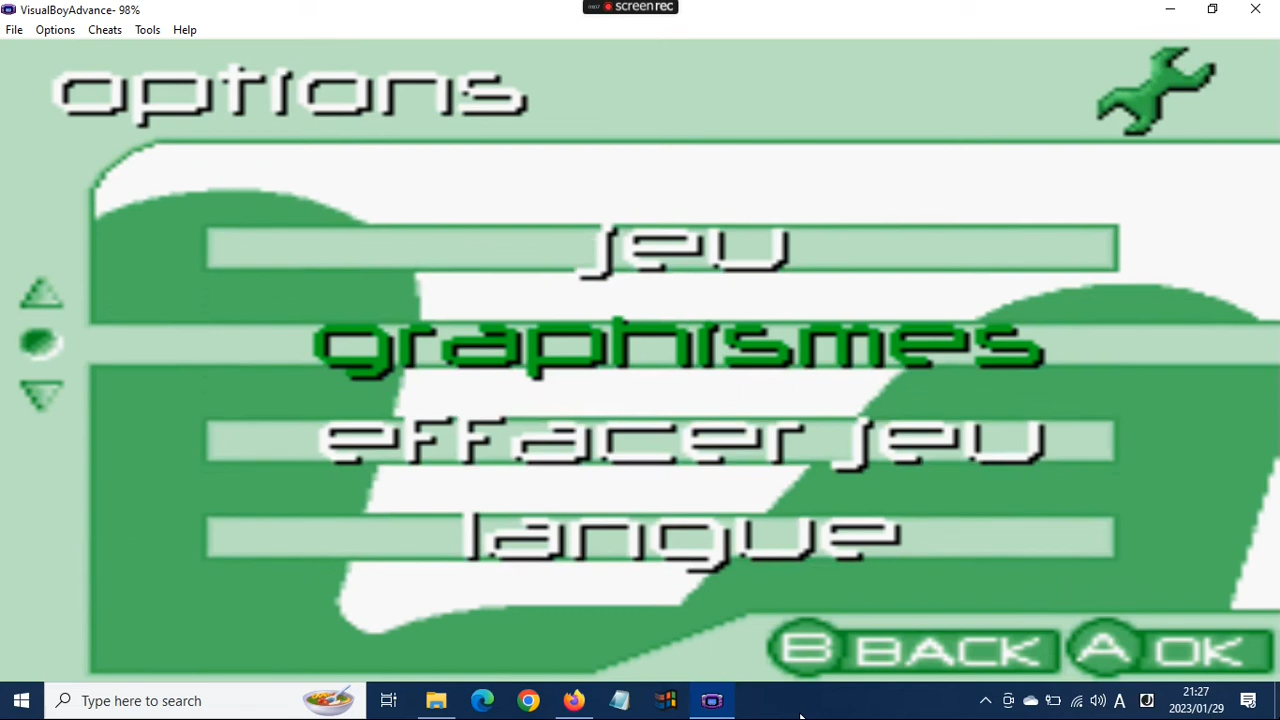 VisualBoyAdvance- 98%
screenrec
File Options Cheats Tools Help
options
jeu
graphismes
effacer jeu
langue
B BACK A OK
Type here to search
A
21:27
2023/01/29